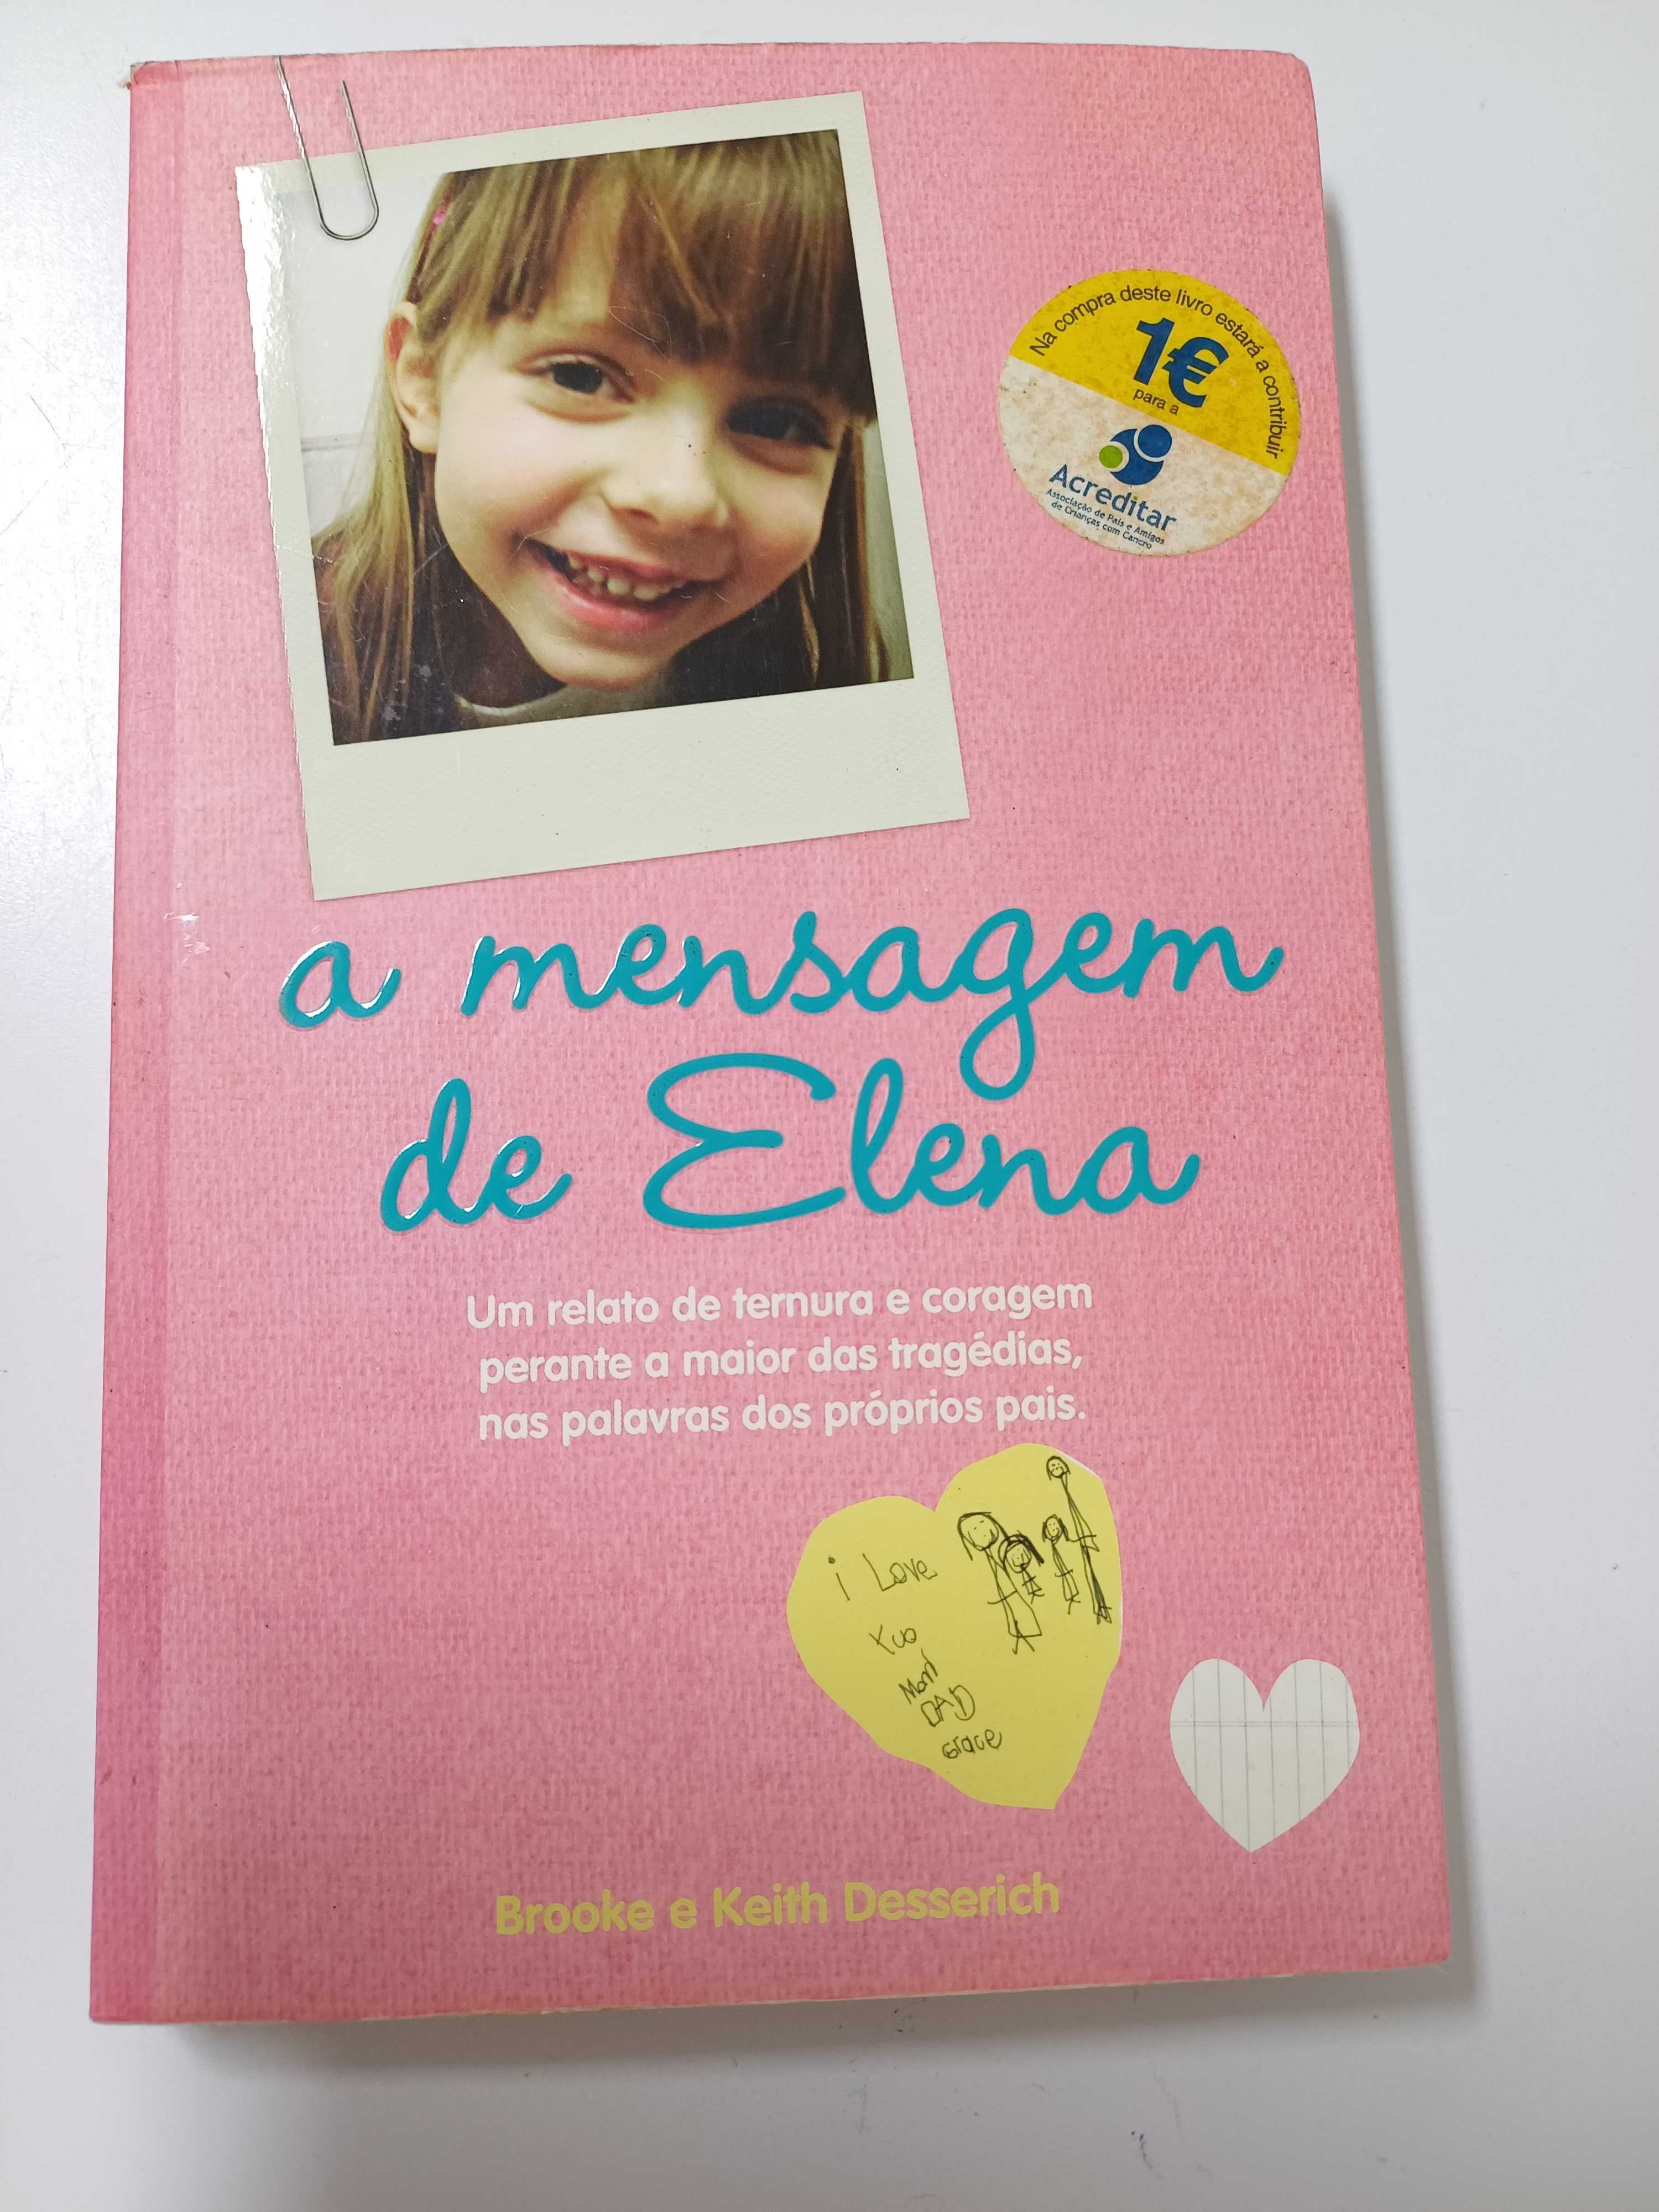 Na compra deste livro estará a contribuir
1€
para a
Acreditar
Associação de Pais e Amigos
de Crianças com Cancro
a mensagem
de Elena
Um relato de ternura e coragem
perante a maior das tragédias,
nas palavras dos próprios pais.
i Love
Mom
DAD
Grace
Brooke e Keith Desserich